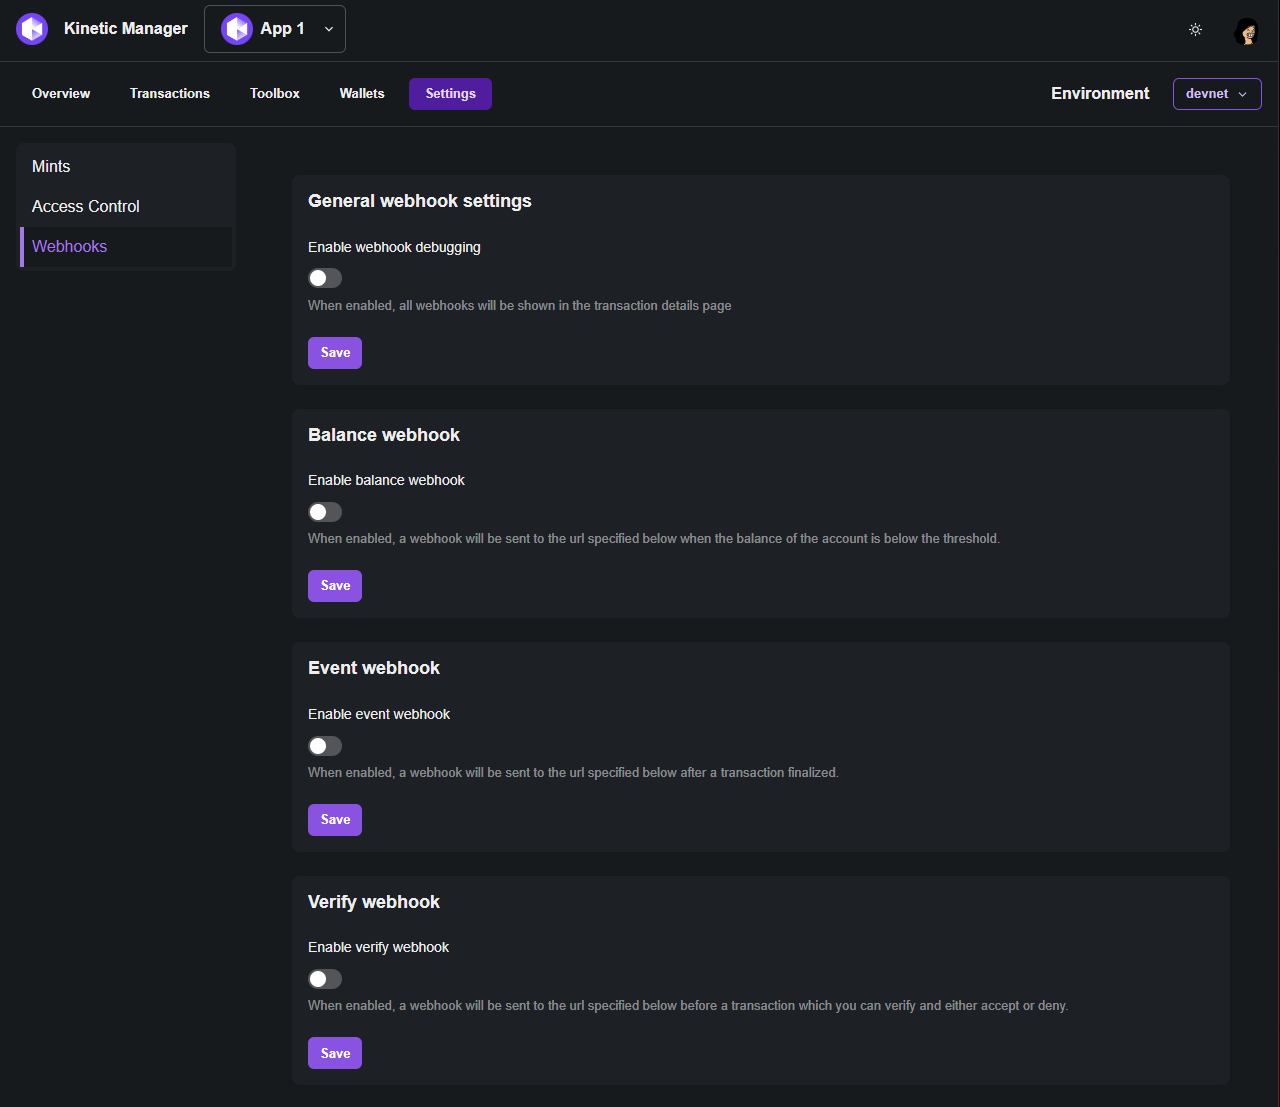 Kinetic Manager
App 1
Overview
Transactions
Toolbox
Wallets
Settings
Environment
devnet
Mints
Access Control
Webhooks
General webhook settings
Enable webhook debugging
When enabled, all webhooks will be shown in the transaction details page
Save
Balance webhook
Enable balance webhook
When enabled, a webhook will be sent to the url specified below when the balance of the account is below the threshold.
Save
Event webhook
Enable event webhook
When enabled, a webhook will be sent to the url specified below after a transaction finalized.
Save
Verify webhook
Enable verify webhook
When enabled, a webhook will be sent to the url specified below before a transaction which you can verify and either accept or deny.
Save